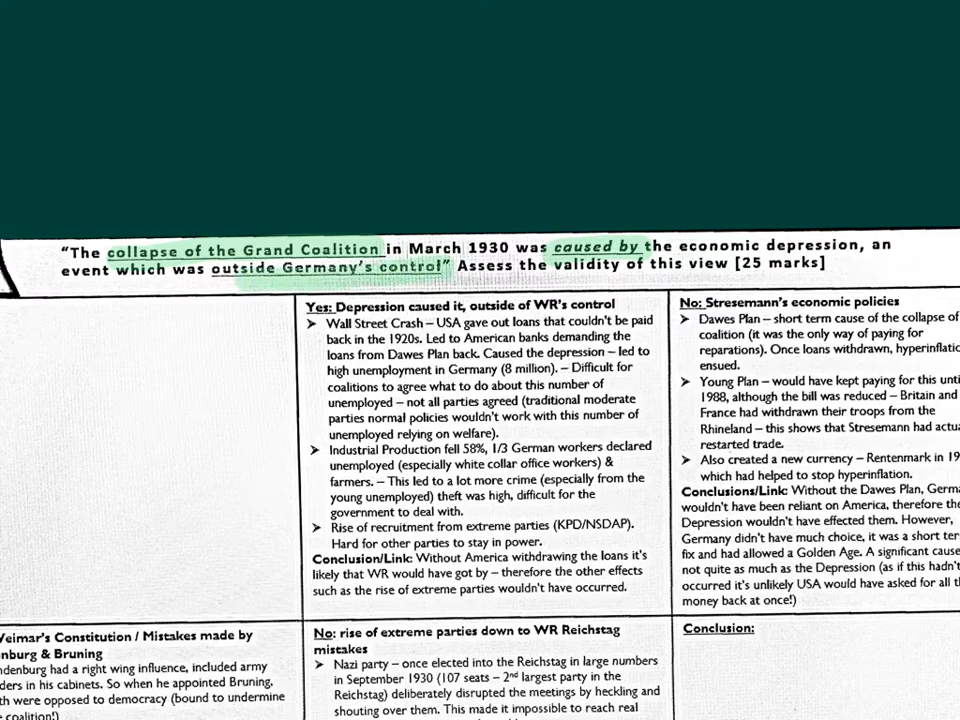 “The collapse of the Grand Coalition in March 1930 was caused by the economic depression, an
event which was outside Germany’s control” Assess the validity of this view [25 marks]
Yes: Depression caused it, outside of WR’s control
➤ Wall Street Crash – USA gave out loans that couldn’t be paid
back in the 1920s. Led to American banks demanding the
loans from Dawes Plan back. Caused the depression – led to
high unemployment in Germany (8 million). – Difficult for
coalitions to agree what to do about this number of
unemployed – not all parties agreed (traditional moderate
parties normal policies wouldn’t work with this number of
unemployed relying on welfare).
➤ Industrial Production fell 58%, 1/3 German workers declared
unemployed (especially white collar office workers) &
farmers. – This led to a lot more crime (especially from the
young unemployed) theft was high, difficult for the
government to deal with.
➤ Rise of recruitment from extreme parties (KPD/NSDAP).
Hard for other parties to stay in power.
Conclusion/Link: Without America withdrawing the loans it’s
likely that WR would have got by – therefore the other effects
such as the rise of extreme parties wouldn’t have occurred.
No: Stresemann’s economic policies
➤ Dawes Plan – short term cause of the collapse of
coalition (it was the only way of paying for
reparations). Once loans withdrawn, hyperinflatio
ensued.
➤ Young Plan – would have kept paying for this unti
1988, although the bill was reduced – Britain and
France had withdrawn their troops from the
Rhineland – this shows that Stresemann had actua
restarted trade.
➤ Also created a new currency – Rentenmark in 19
which had helped to stop hyperinflation.
Conclusions/Link: Without the Dawes Plan, Germa
wouldn’t have been reliant on America, therefore the
Depression wouldn’t have effected them. However,
Germany didn’t have much choice, it was a short ter
fix and had allowed a Golden Age. A significant cause
not quite as much as the Depression (as if this hadn’t
occurred it’s unlikely USA would have asked for all th
money back at once!)
Weimar’s Constitution / Mistakes made by
nburg & Bruning
ndenburg had a right wing influence, included army
ders in his cabinets. So when he appointed Bruning,
th were opposed to democracy (bound to undermine
e coalition!)
No: rise of extreme parties down to WR Reichstag
mistakes
➤ Nazi party – once elected into the Reichstag in large numbers
in September 1930 (107 seats – 2nd largest party in the
Reichstag) deliberately disrupted the meetings by heckling and
shouting over them. This made it impossible to reach real
Conclusion: